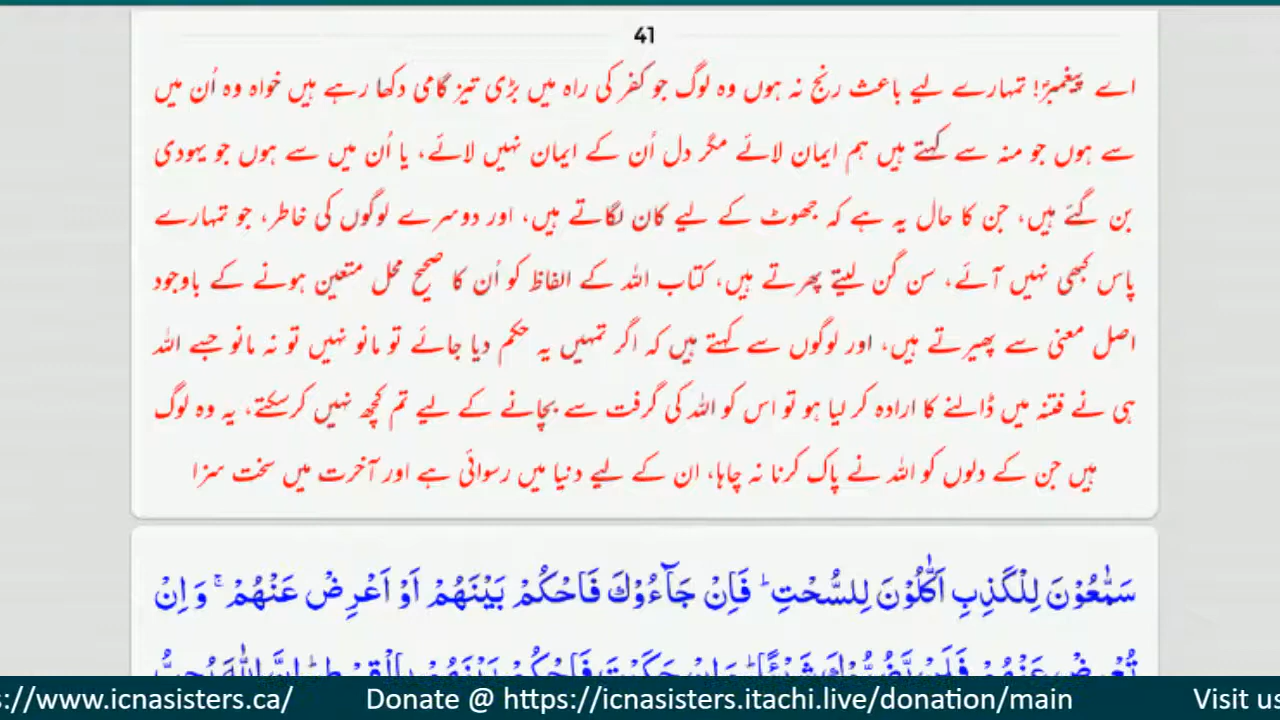 41
اے پیغمبرؐ! تمہارے لیے باعث رنج نہ ہوں وہ لوگ جو کفر کی راہ میں بڑی تیز گامی دکھا رہے ہیں خواہ وہ اُن میں
سے ہوں جو منہ سے کہتے ہیں ہم ایمان لائے مگر دل اُن کے ایمان نہیں لائے، یا اُن میں سے ہوں جو یہودی
بن گئے ہیں، جن کا حال یہ ہے کہ جھوٹ کے لیے کان لگاتے ہیں، اور دوسرے لوگوں کی خاطر، جو تمہارے
پاس کبھی نہیں آئے، سن گن لیتے پھرتے ہیں، کتاب اللہ کے الفاظ کو اُن کا صحیح محل متعین ہونے کے باوجود
اصل معنی سے پھیرتے ہیں، اور لوگوں سے کہتے ہیں کہ اگر تمہیں یہ حکم دیا جائے تو مانو نہیں تو نہ مانو جسے اللہ
ہی نے فتنہ میں ڈالنے کا ارادہ کر لیا ہو تو اس کو اللہ کی گرفت سے بچانے کے لیے تم کچھ نہیں کرسکتے، یہ وہ لوگ
ہیں جن کے دلوں کو اللہ نے پاک کرنا نہ چاہا، ان کے لیے دنیا میں رسوائی ہے اور آخرت میں سخت سزا
سَمّٰعُوْنَ لِلْكَذِبِ اَكّٰلُوْنَ لِلسُّحْتِ ؕ فَاِنْ جَآءُوْكَ فَاحْكُمْ بَيْنَهُمْ اَوْ اَعْرِضْ عَنْهُمْ ۚ وَ اِنْ
تُعْرِضْ عَنْهُمْ فَلَنْ يَّضُرُّوْكَ شَيْـًٔا ؕ وَ اِنْ حَكَمْتَ فَاحْكُمْ بَيْنَهُمْ بِالْقِسْطِ ؕ اِنَّ اللّٰهَ يُحِبُّ
s://www.icnasisters.ca/ Donate @ https://icnasisters.itachi.live/donation/main Visit us